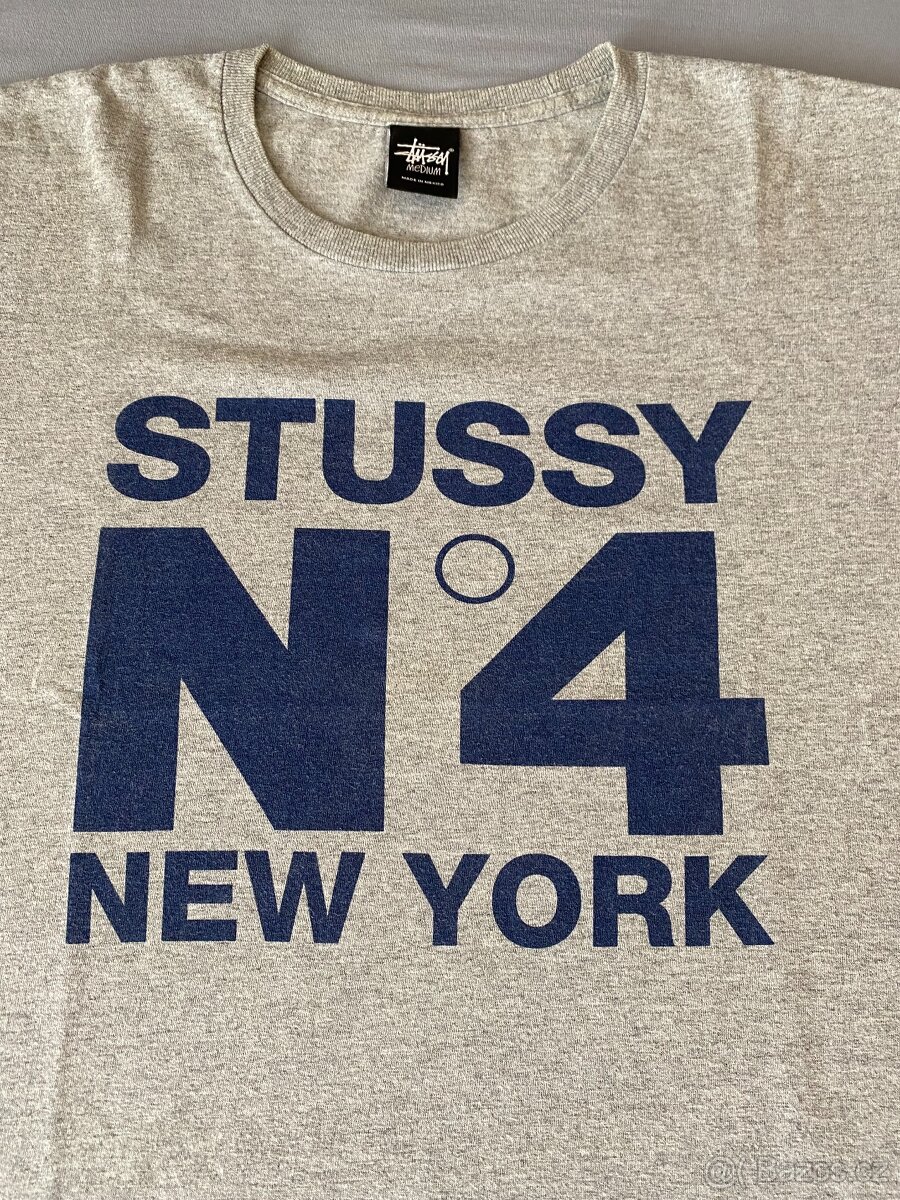 Stüssy
MEDIUM
MADE IN MEXICO
STUSSY
N°4
NEW YORK
Bazos.cz